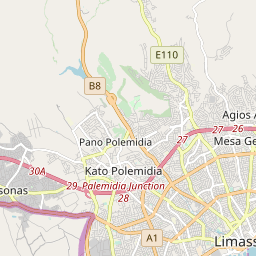 E110
B8
Agios A
27
26
27
Mesa Ge
Pano Polemidia
30A
Kato Polemidia
29
Palemidia Junction
sonas
28
A1
Limass